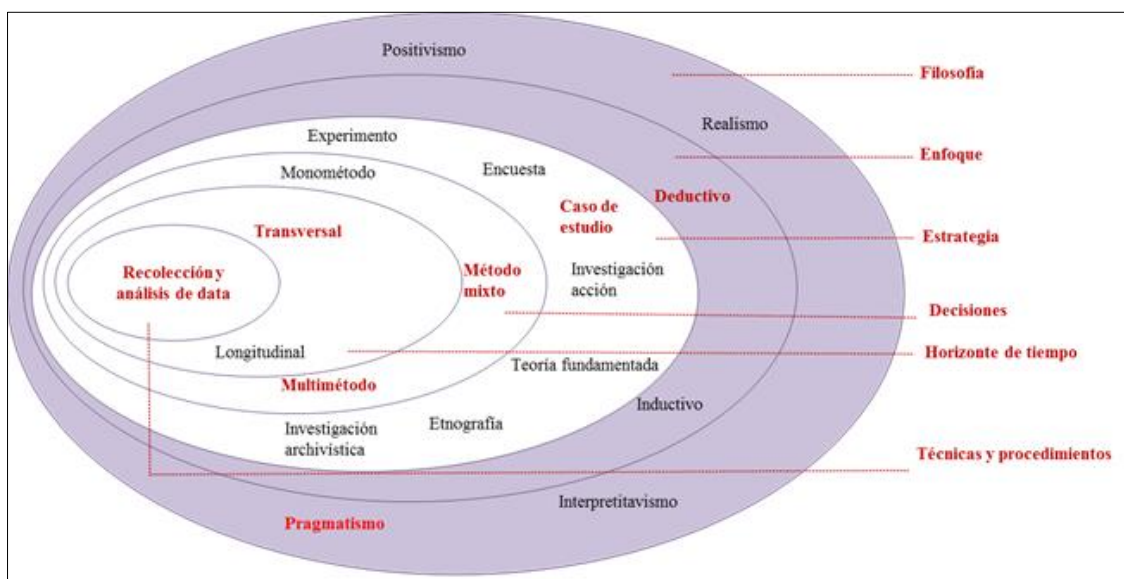 Positivismo
Filosofía
Realismo
Experimento
Enfoque
Encuesta
Monométodo
Deductivo
Caso de
estudio
Transversal
Estrategia
Recolección y
análisis de data
Método
mixto
Investigación
acción
Decisiones
Longitudinal
Horizonte de tiempo
Teoría fundamentada
Multimétodo
Inductivo
Etnografía
Investigación
archivística
Técnicas y procedimientos
Interpretitavismo
Pragmatismo